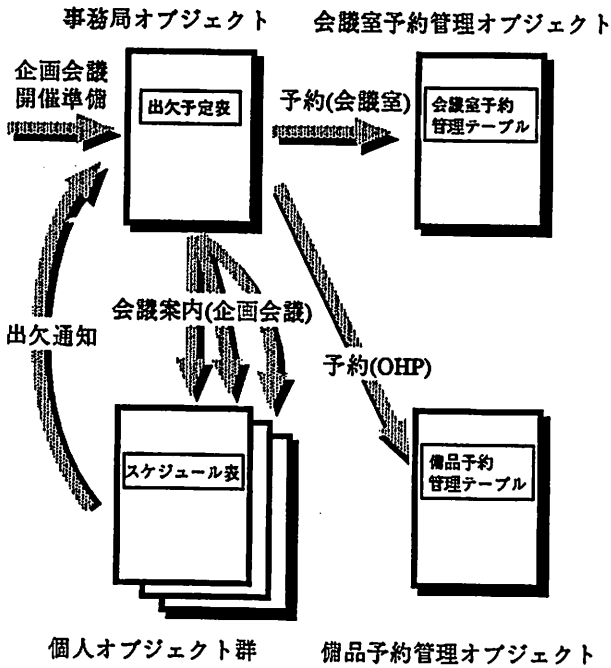 事務局オブジェクト
会議室予約管理オブジェクト
企画会議
開催準備
出欠予定表
予約(会議室)
会議室予約
管理テーブル
会議案内(企画会議)
出欠通知
予約(OHP)
スケジュール表
備品予約
管理テーブル
個人オブジェクト群
備品予約管理オブジェクト